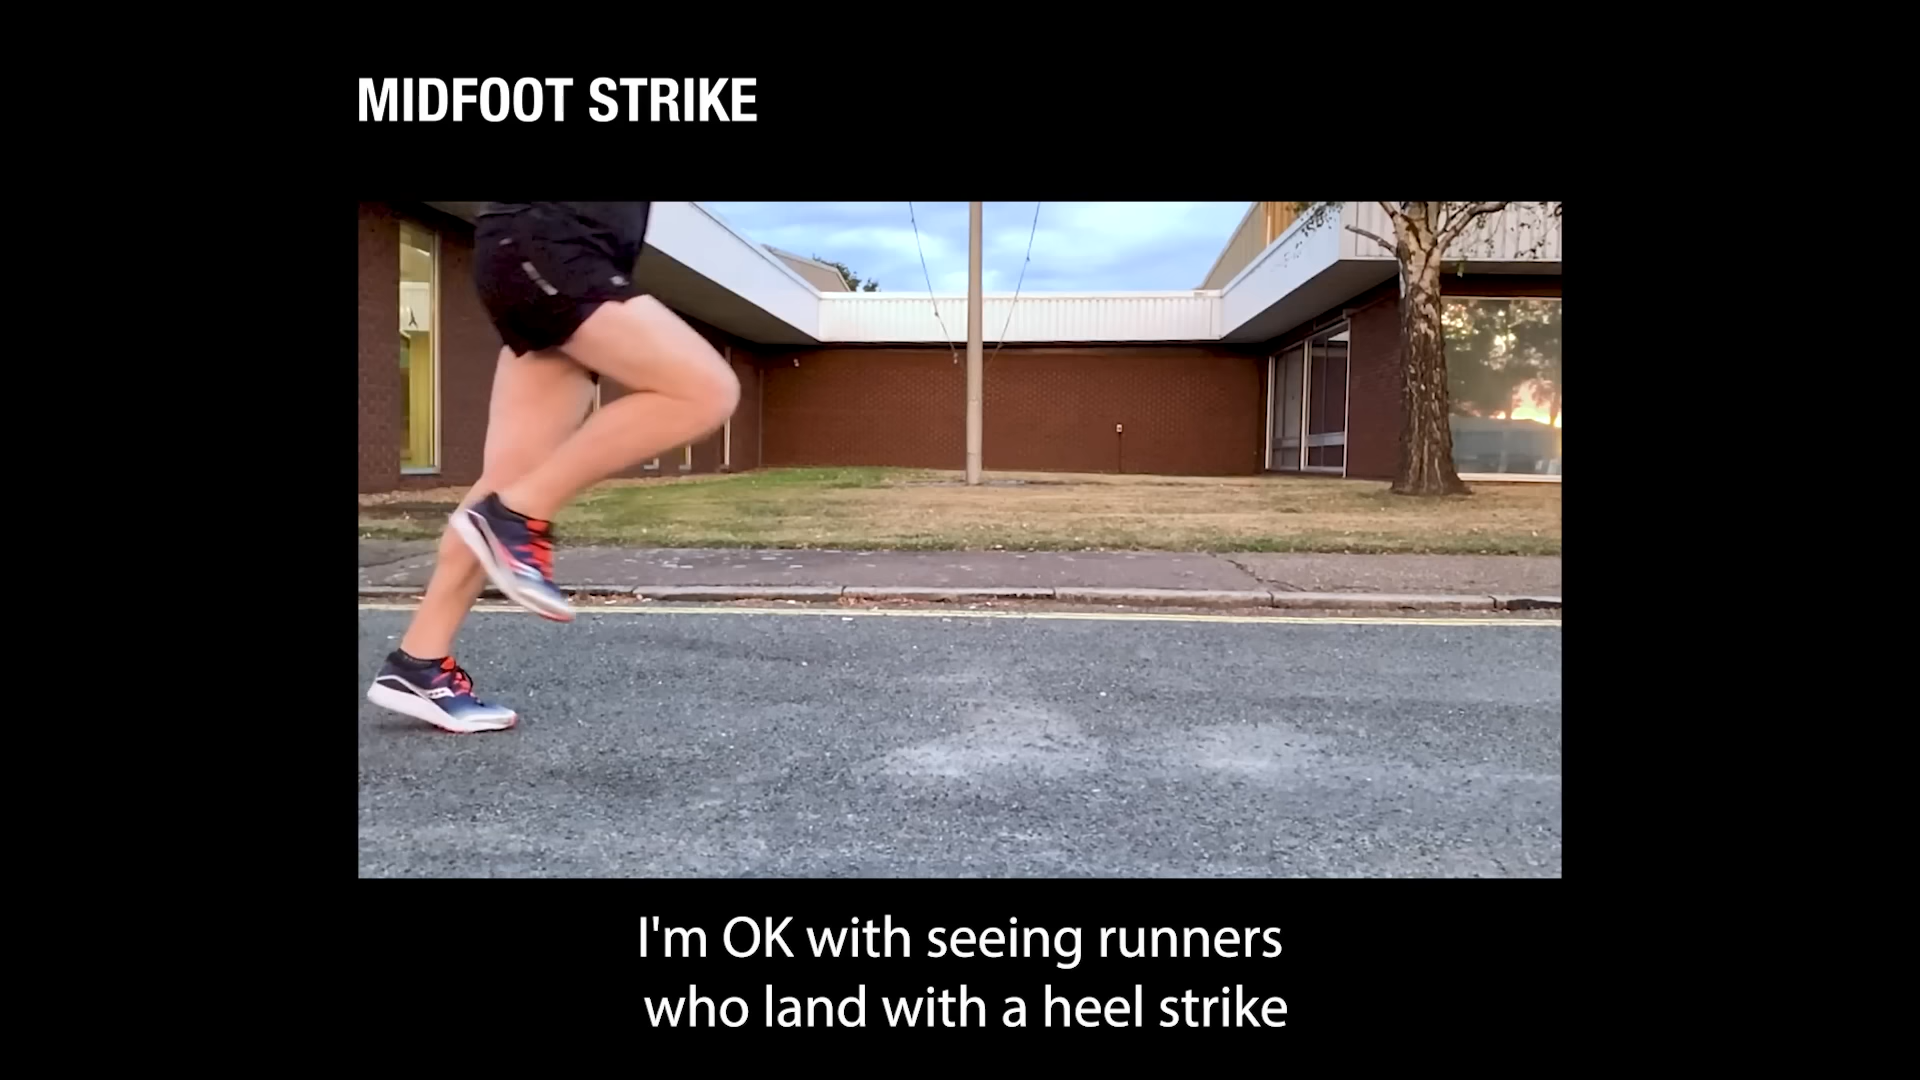 MIDFOOT STRIKE
I'm OK with seeing runners
who land with a heel strike